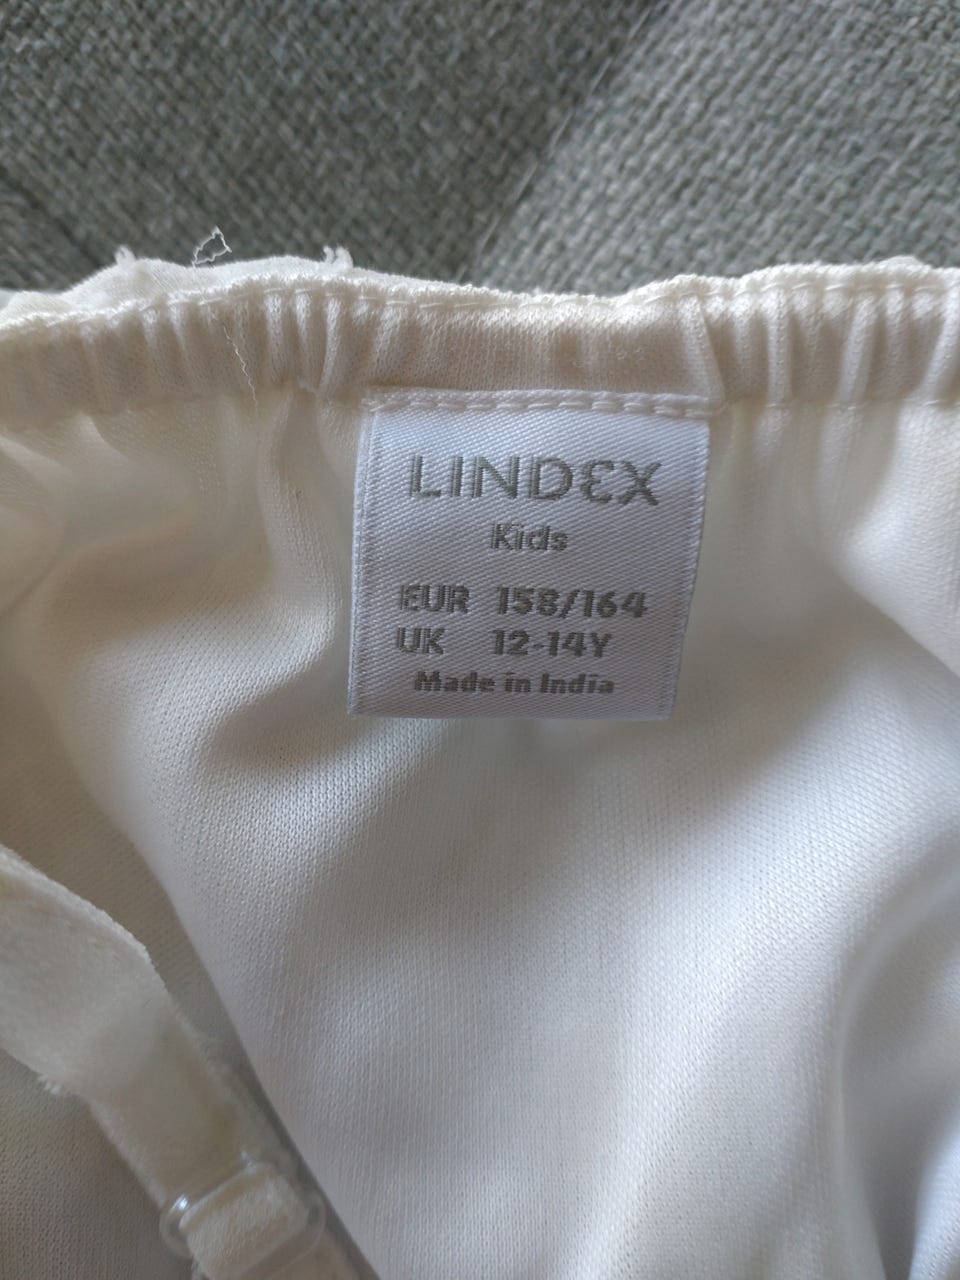 LINDEX
Kids
EUR 158/164
UK 12-14Y
Made in India